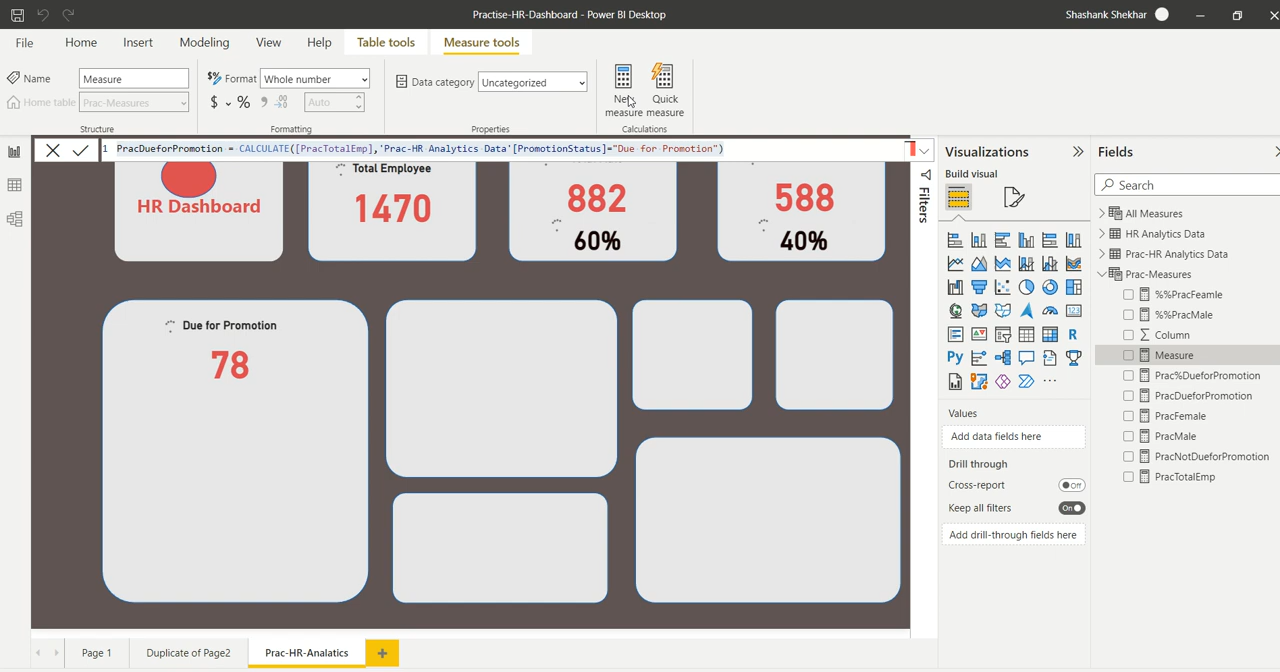 Practise-HR-Dashboard - Power BI Desktop
Shashank Shekhar
File
Home
Insert
Modeling
View
Help
Table tools
Measure tools
Name
Measure
Home table
Prac-Measures
Structure
Format
Whole number
$
%
Auto
Formatting
Data category
Uncategorized
Properties
New
measure
Quick
measure
Calculations
1 PracDueforPromotion = CALCULATE([PracTotalEmp],'Prac-HR Analytics Data'[PromotionStatus]="Due for Promotion")
HR Dashboard
Total Employee
1470
882
60%
588
40%
Due for Promotion
78
Filters
Visualizations
Build visual
R
Py
123
Values
Add data fields here
Drill through
Cross-report
Off
Keep all filters
On
Add drill-through fields here
Fields
Search
All Measures
HR Analytics Data
Prac-HR Analytics Data
Prac-Measures
%%PracFeamle
%%PracMale
Column
Measure
Prac%DueforPromotion
PracDueforPromotion
PracFemale
PracMale
PracNotDueforPromotion
PracTotalEmp
Page 1
Duplicate of Page2
Prac-HR-Analatics